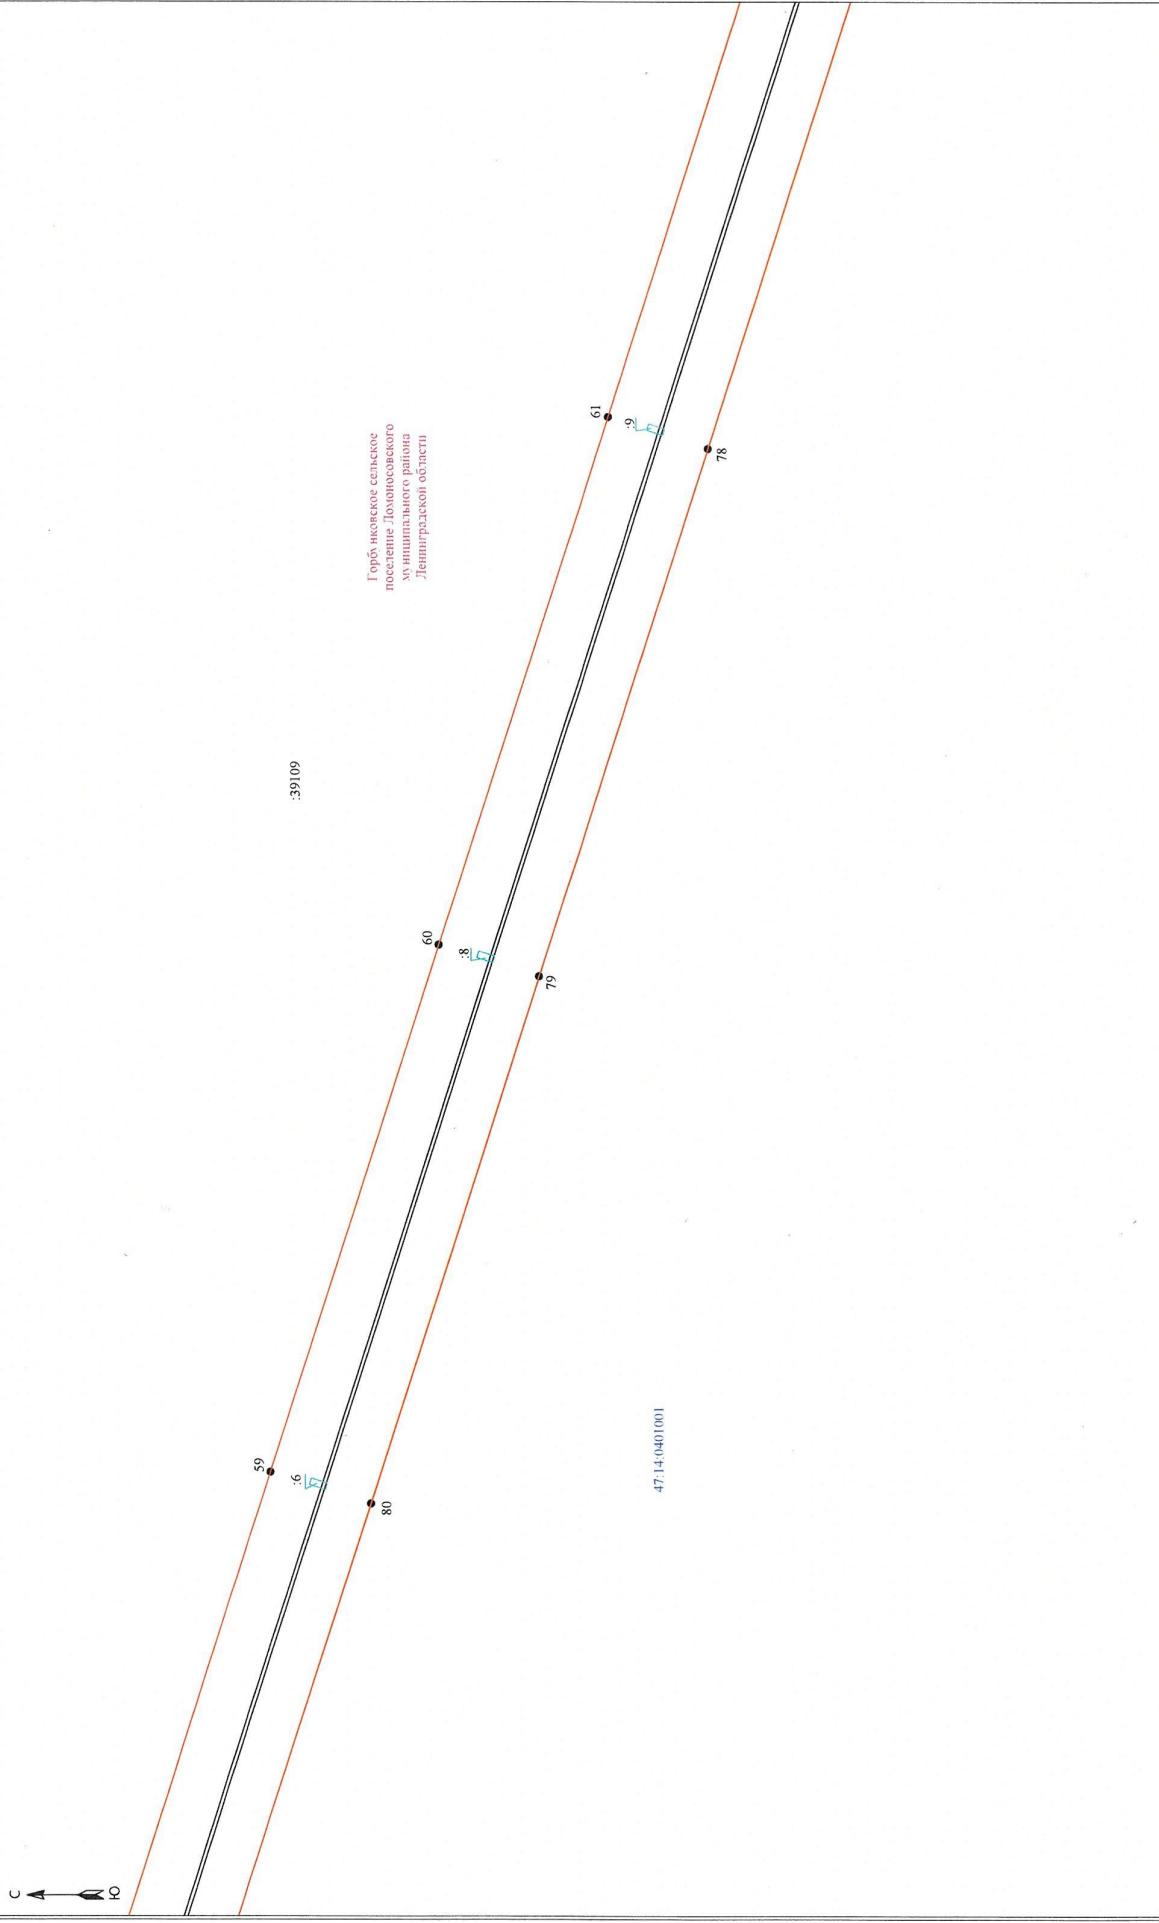 С
Ю
Горбунковское сельское
поселение Ломоносовского
муниципального района
Ленинградской области
:39109
59
:6
80
60
:8
79
61
:9
78
47:14:0401001